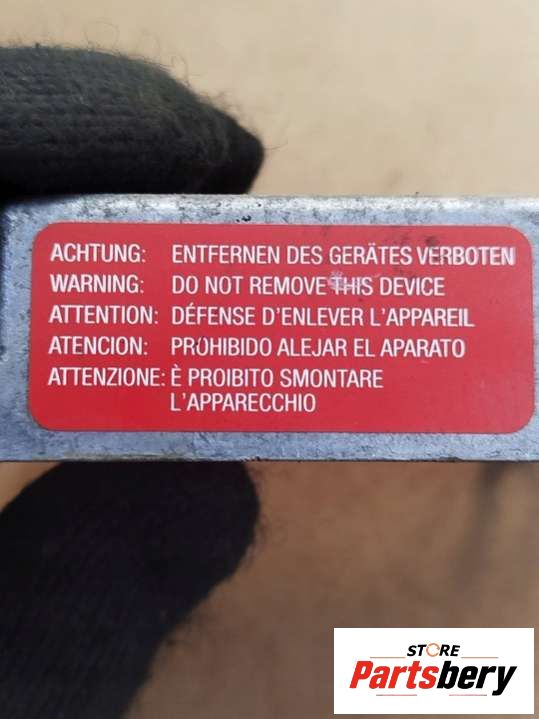 ACHTUNG: ENTFERNEN DES GERÄTES VERBOTEN
WARNING: DO NOT REMOVE THIS DEVICE
ATTENTION: DÉFENSE D'ENLEVER L'APPAREIL
ATENCION: PROHIBIDO ALEJAR EL APARATO
ATTENZIONE: È PROIBITO SMONTARE
L'APPARECCHIO
STORE
Partsbery